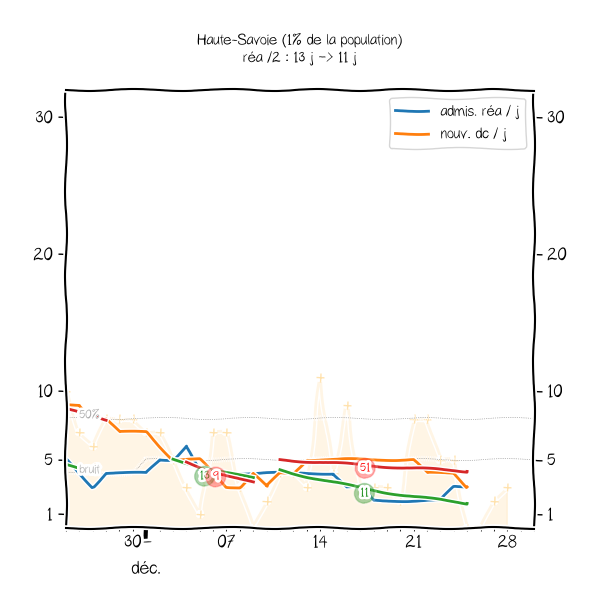 Haute-Savoie (1% de la population)
réa /2 : 13 j -> 11 j
admis. réa / j
nouv. dc / j
30 30
20 20
10 10
50%
5 5
bruit
13 9
51
11
1 1
30 07 14 21 28
déc.